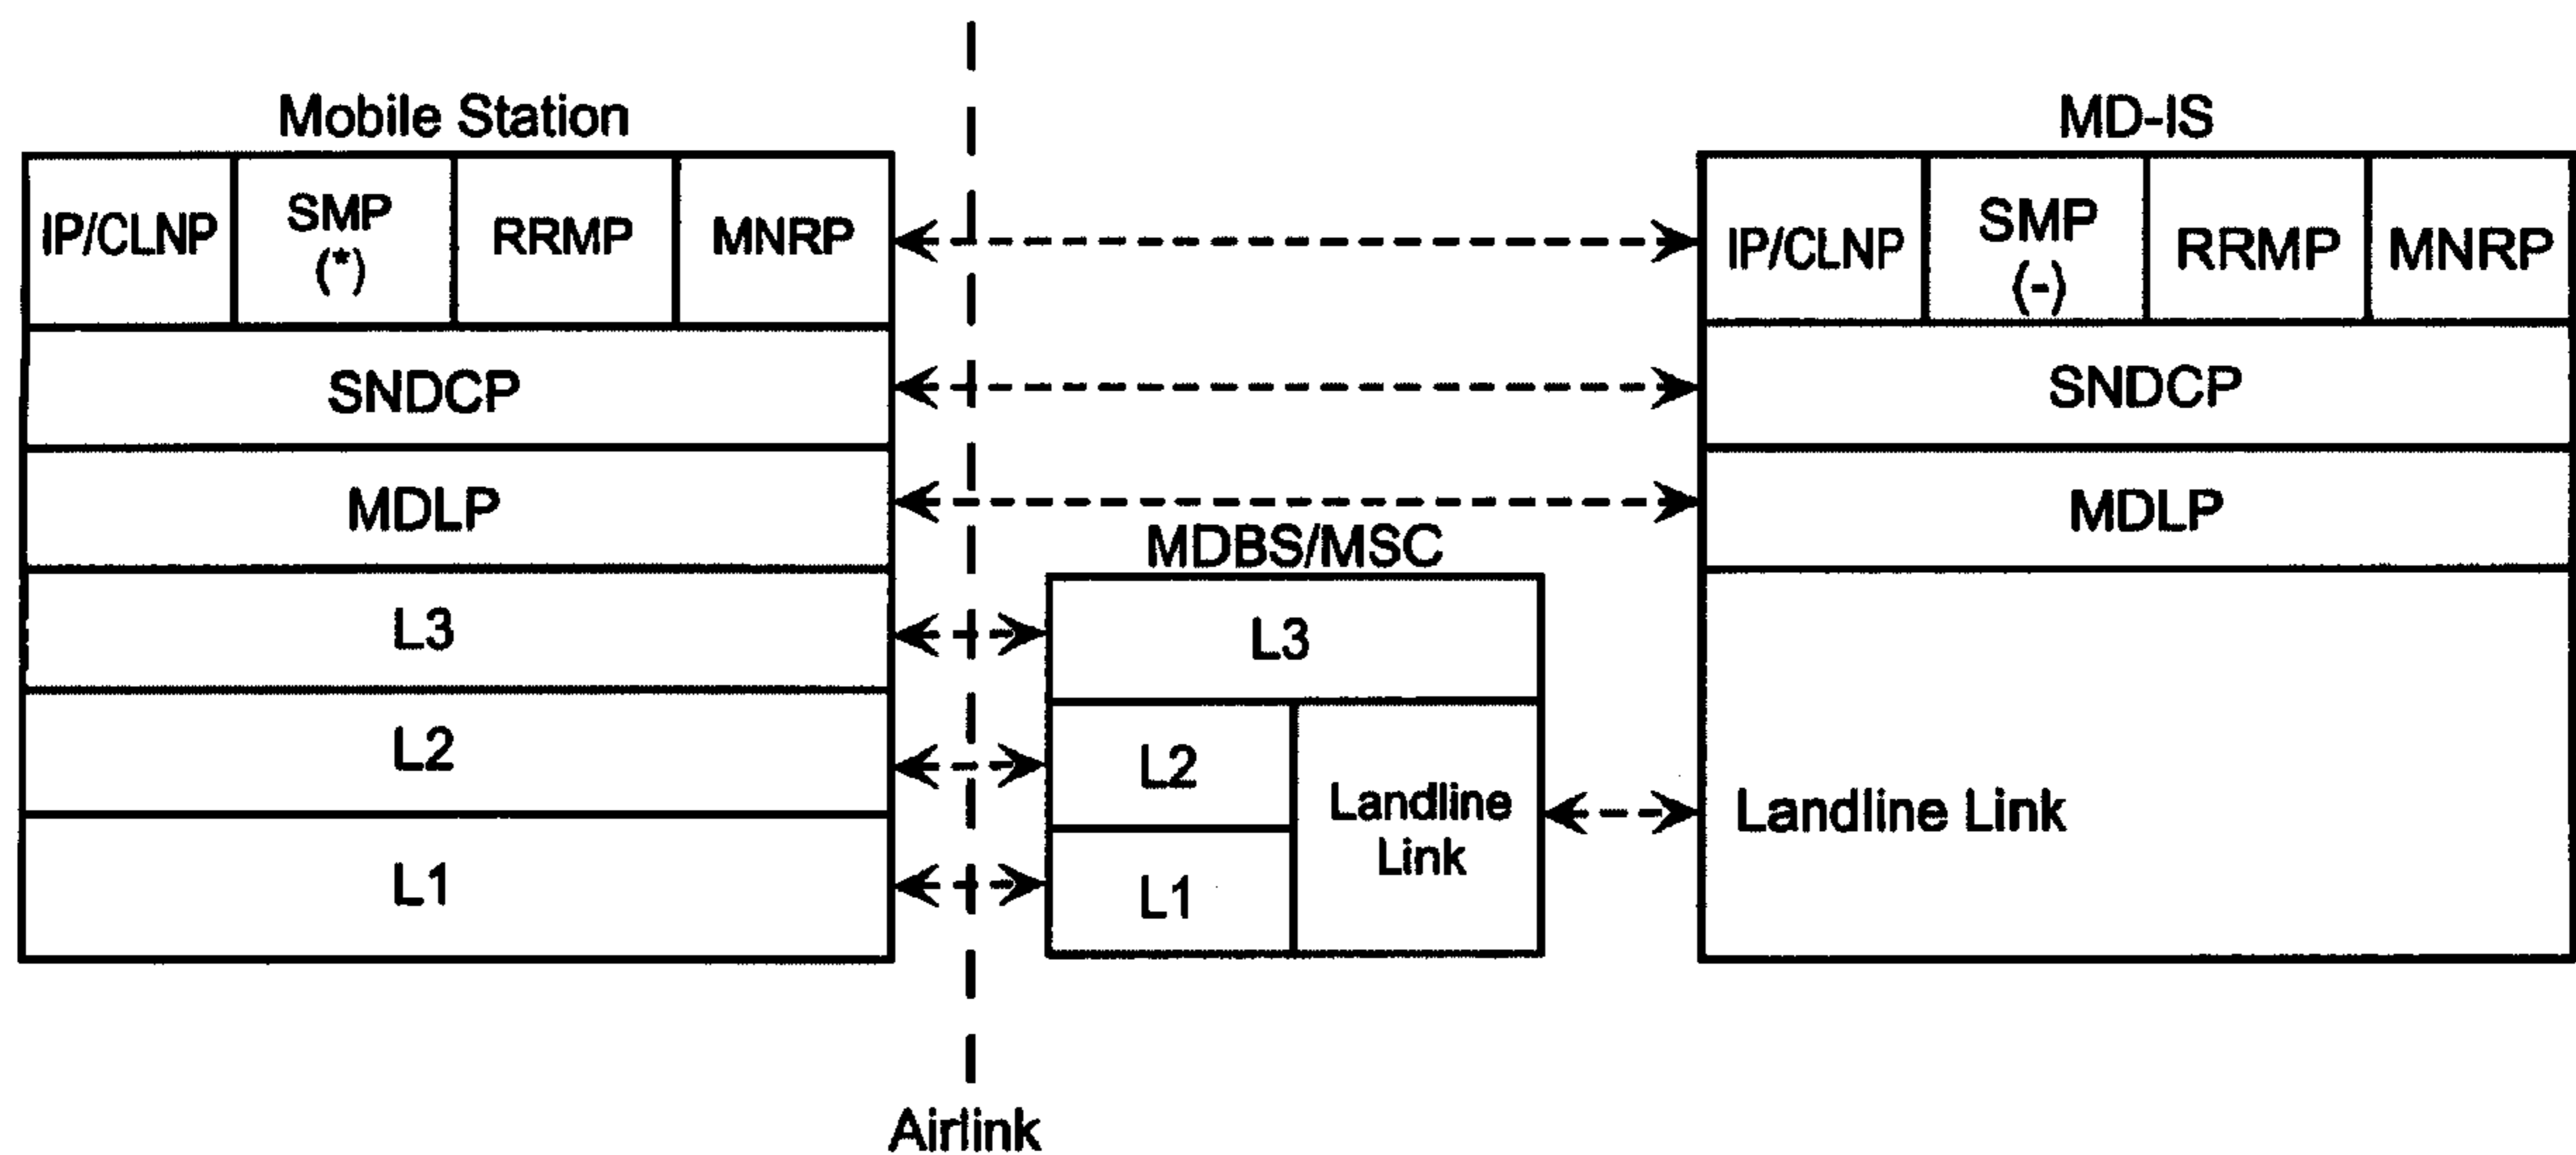 Mobile Station
MD-IS
IP/CLNP
SMP
(*)
RRMP
MNRP
IP/CLNP
SMP
(-)
RRMP
MNRP
SNDCP
SNDCP
MDLP
MDLP
MDBS/MSC
L3
L3
L2
L2
Landline
Link
Landline Link
L1
L1
Airlink